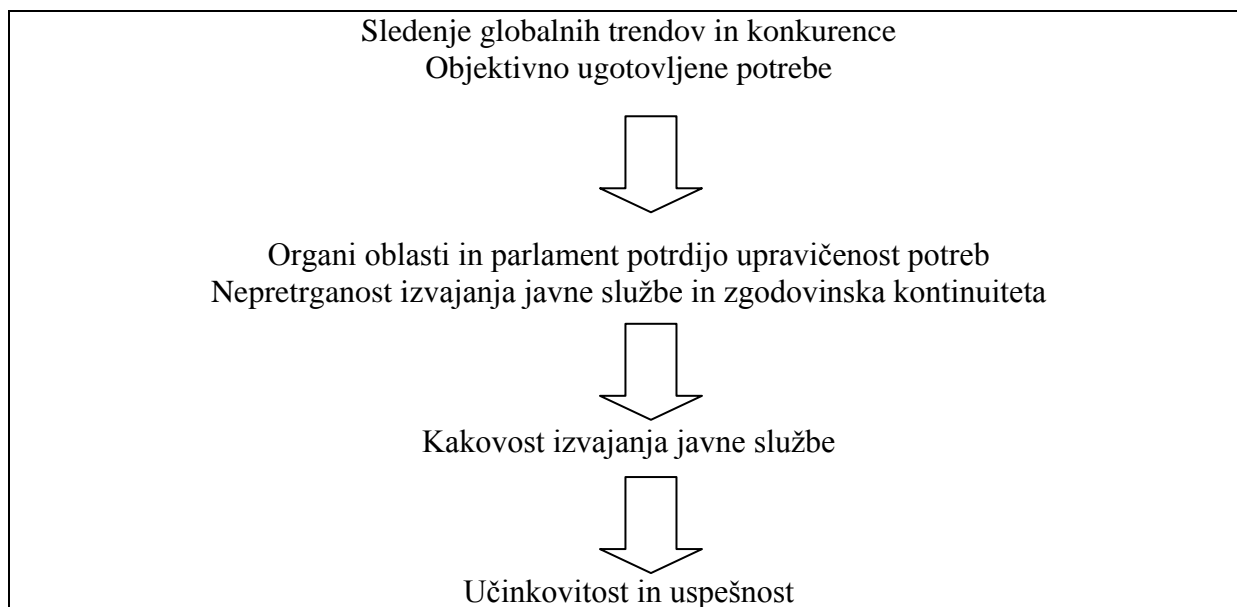 Sledenje globalnih trendov in konkurence
Objektivno ugotovljene potrebe
Organi oblasti in parlament potrdijo upravičenost potreb
Nepretrganost izvajanja javne službe in zgodovinska kontinuiteta
Kakovost izvajanja javne službe
Učinkovitost in uspešnost